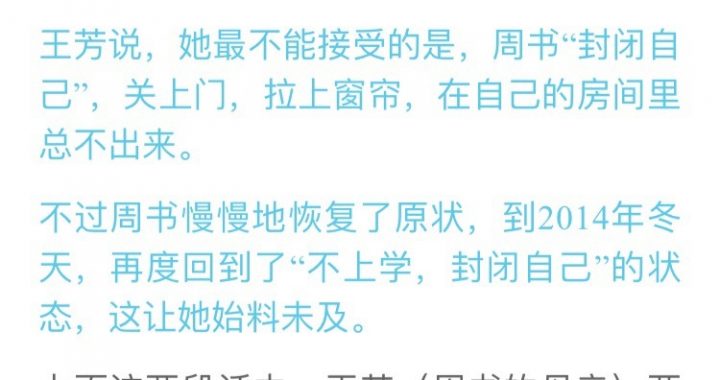 王芳说，她最不能接受的是，周书“封闭自
己”，关上门，拉上窗帘，在自己的房间里
总不出来。
不过周书慢慢地恢复了原状，到2014年冬
天，再度回到了“不上学，封闭自己”的状
态，这让她始料未及。